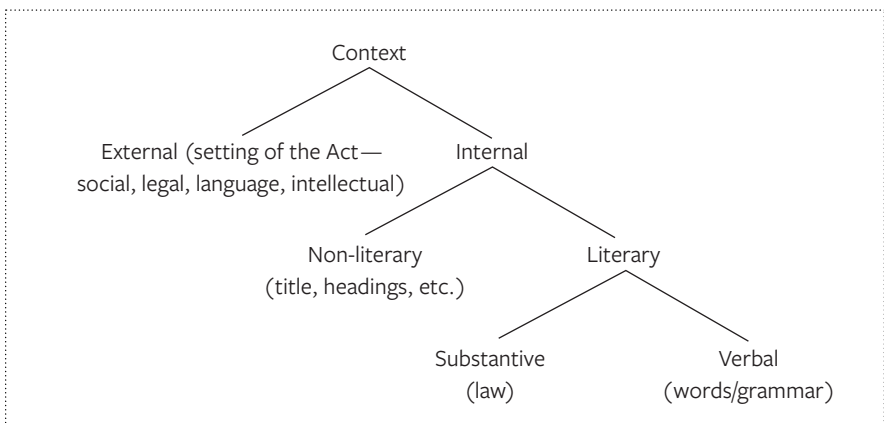 Context
External (setting of the Act—
social, legal, language, intellectual)
Internal
Non-literary
(title, headings, etc.)
Literary
Substantive
(law)
Verbal
(words/grammar)